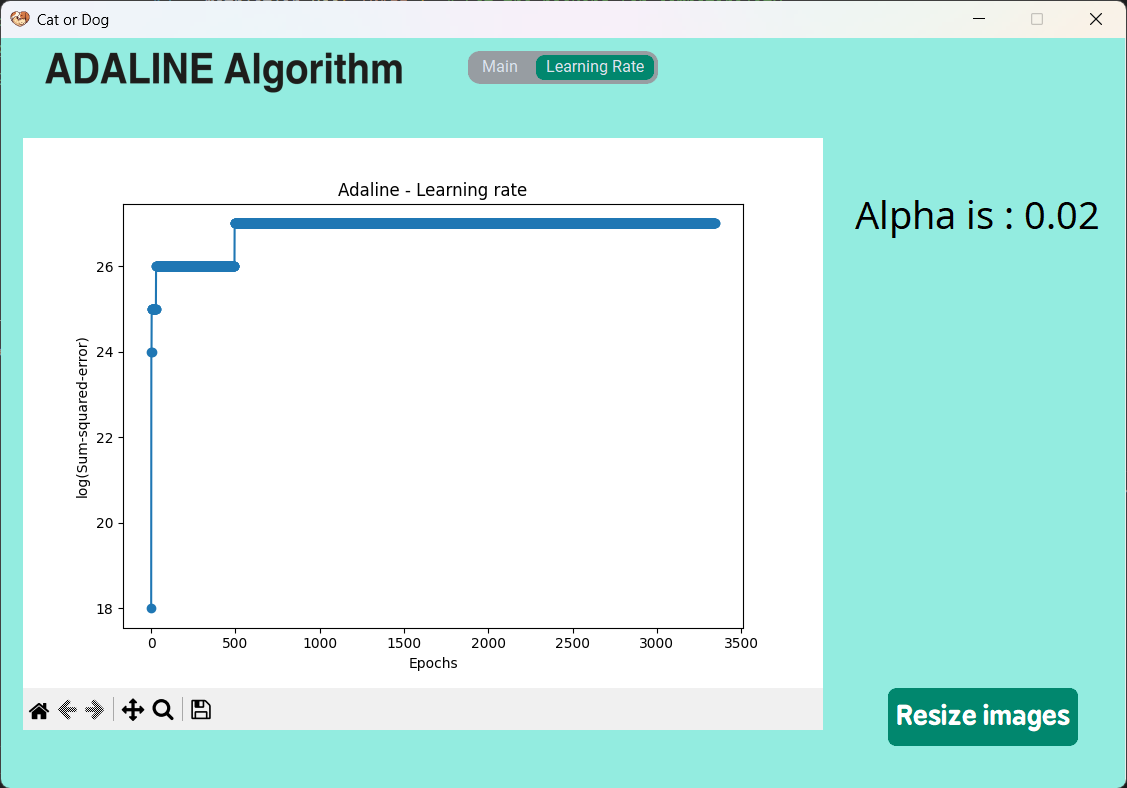 Cat or Dog
ADALINE Algorithm
Main
Learning Rate
Adaline - Learning rate
Alpha is : 0.02
26
24
22
20
18
log(Sum-squared-error)
0 500 1000 1500 2000 2500 3000 3500
Epochs
Resize images